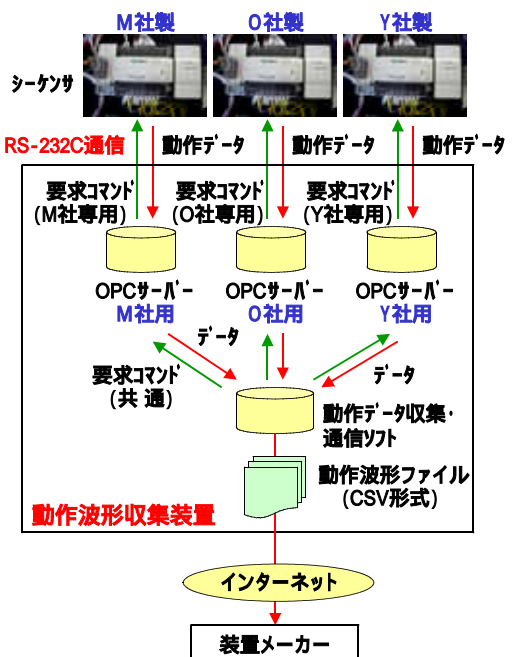 M社製
O社製
Y社製
シーケンサ
RS-232C通信
動作データ
動作データ
動作データ
要求コマンド
(M社専用)
要求コマンド
(O社専用)
要求コマンド
(Y社専用)
OPCサーバー
M社用
OPCサーバー
O社用
OPCサーバー
Y社用
データ
要求コマンド
(共 通)
データ
動作データ収集・
通信ソフト
動作波形ファイル
(CSV形式)
動作波形収集装置
インターネット
装置メーカー